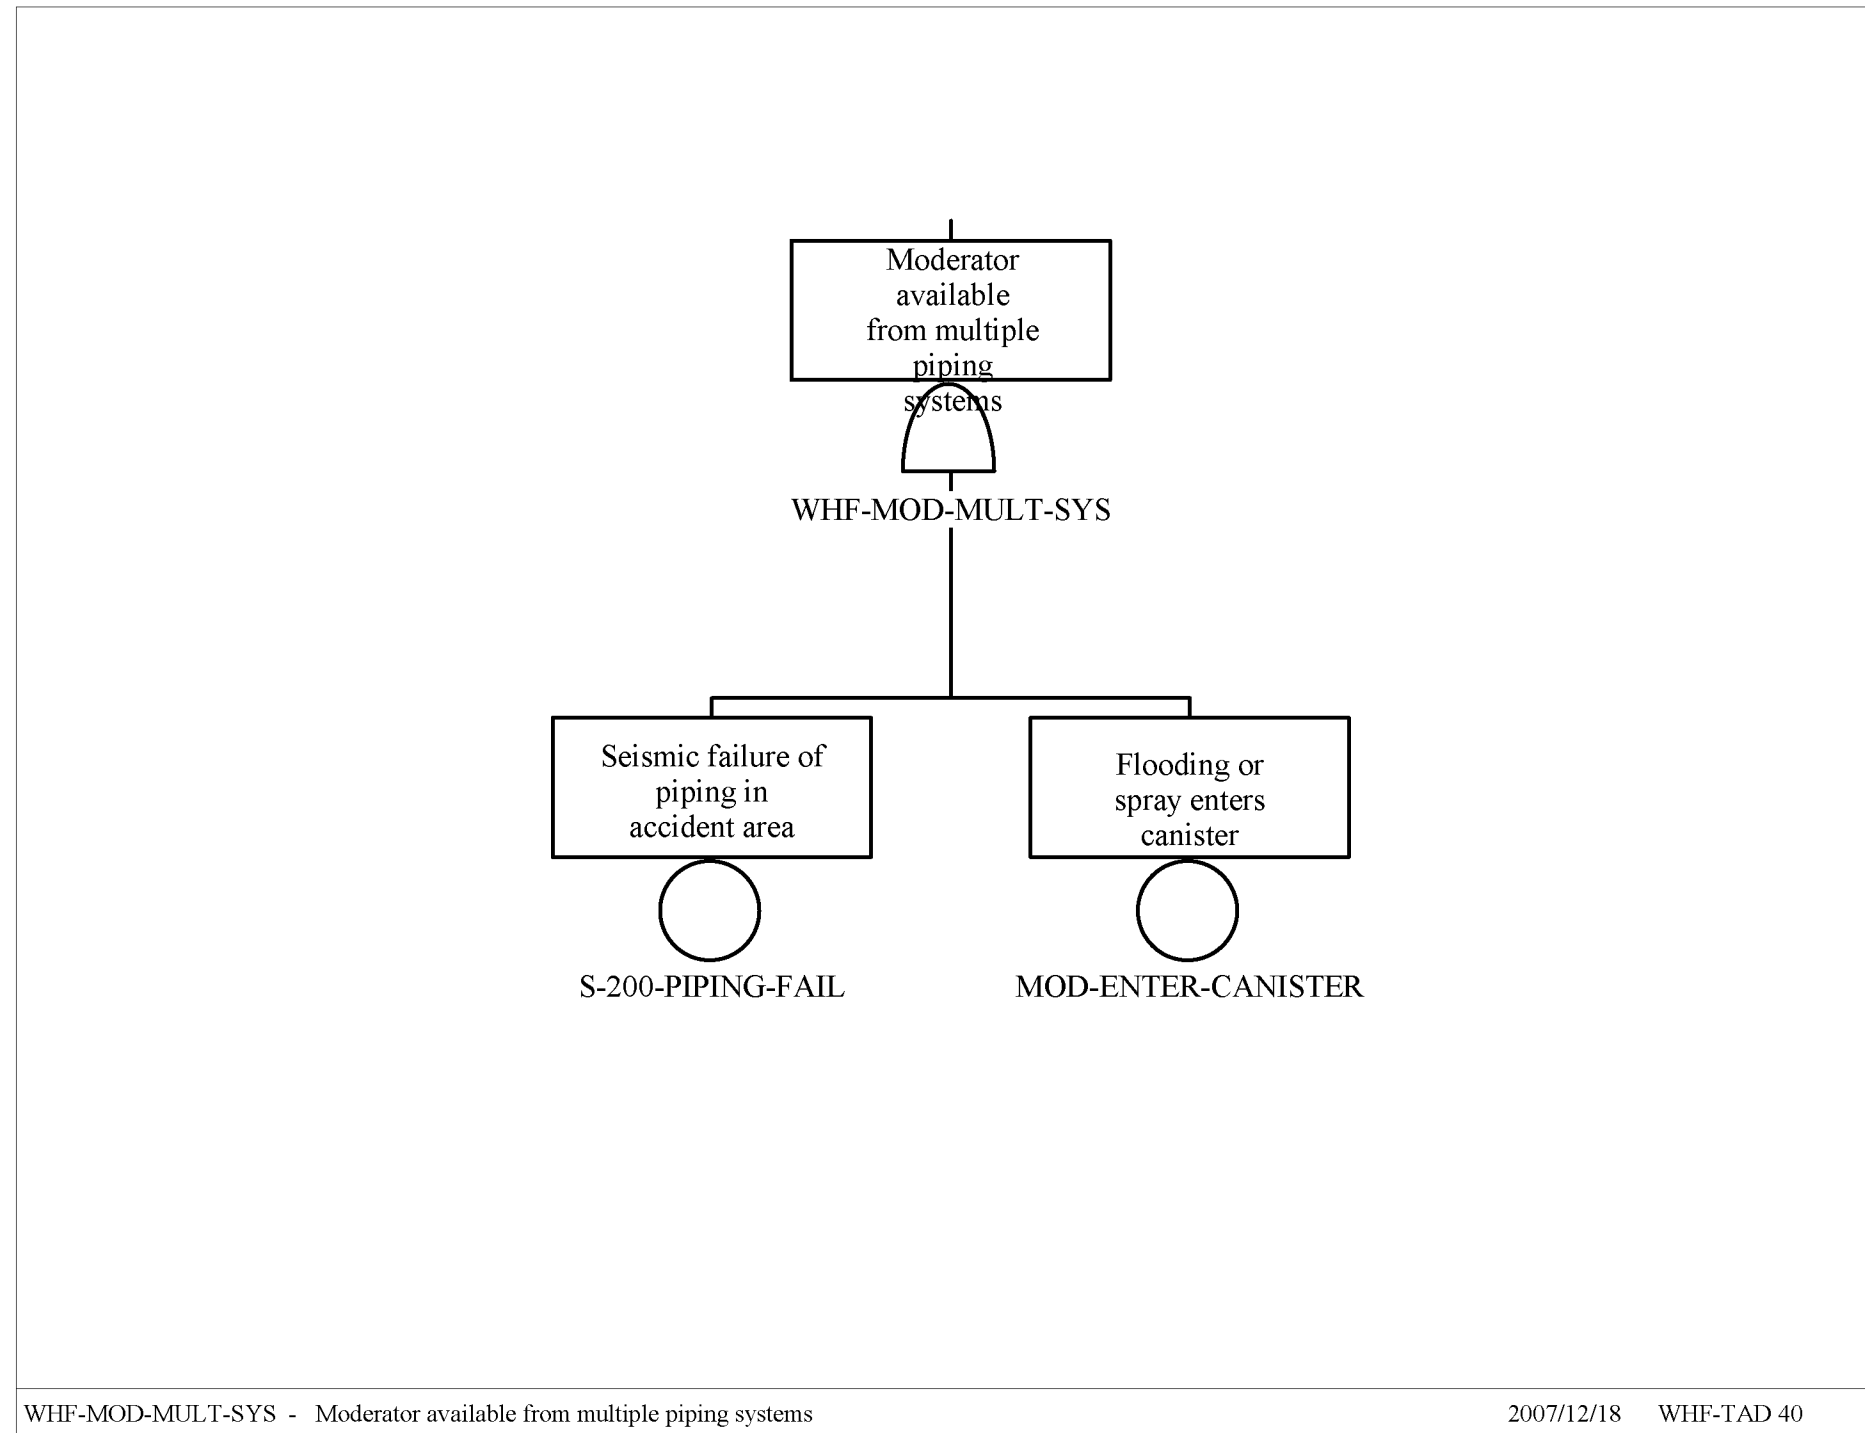 Moderator
available
from multiple
piping
systems
WHF-MOD-MULT-SYS
Seismic failure of
piping in
accident area
Flooding or
spray enters
canister
S-200-PIPING-FAIL
MOD-ENTER-CANISTER
WHF-MOD-MULT-SYS - Moderator available from multiple piping systems
2007/12/18 WHF-TAD 40